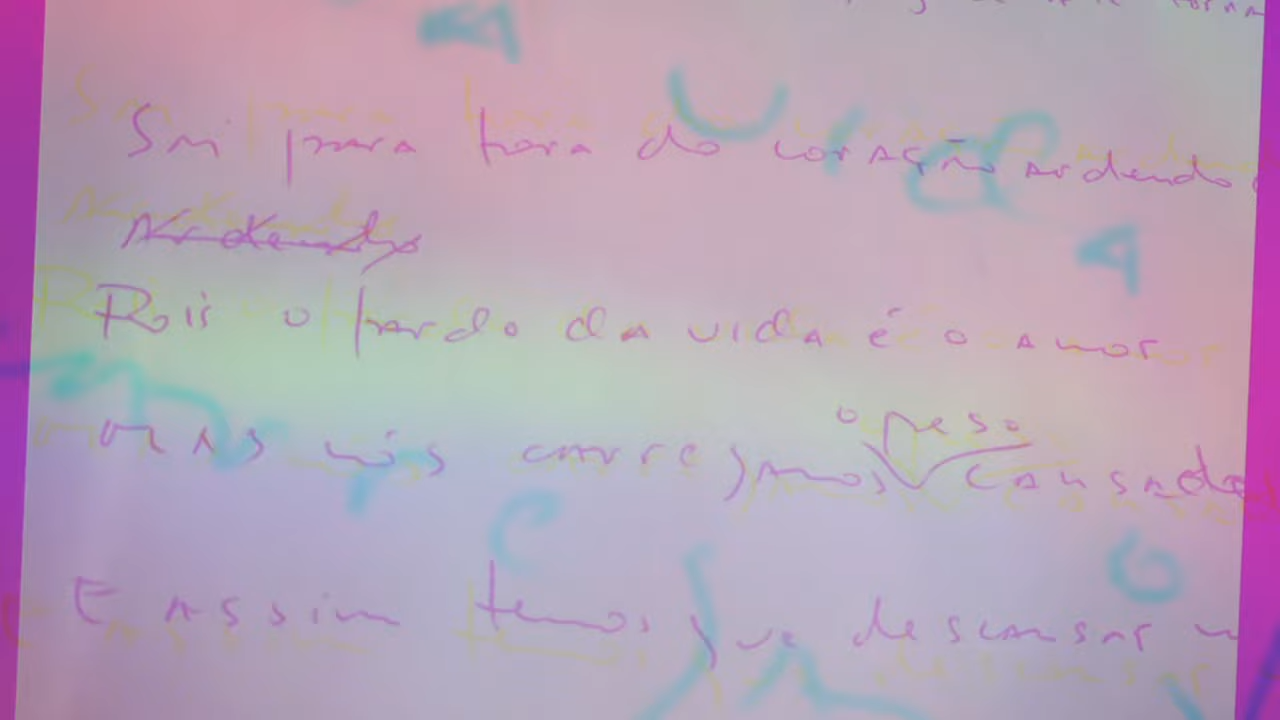 Sai para fora do coração ardendo
Ardendo
Pois o fardo da vida é o amor
o peso
mas nós carregamos cansado
E assim temos que descansar